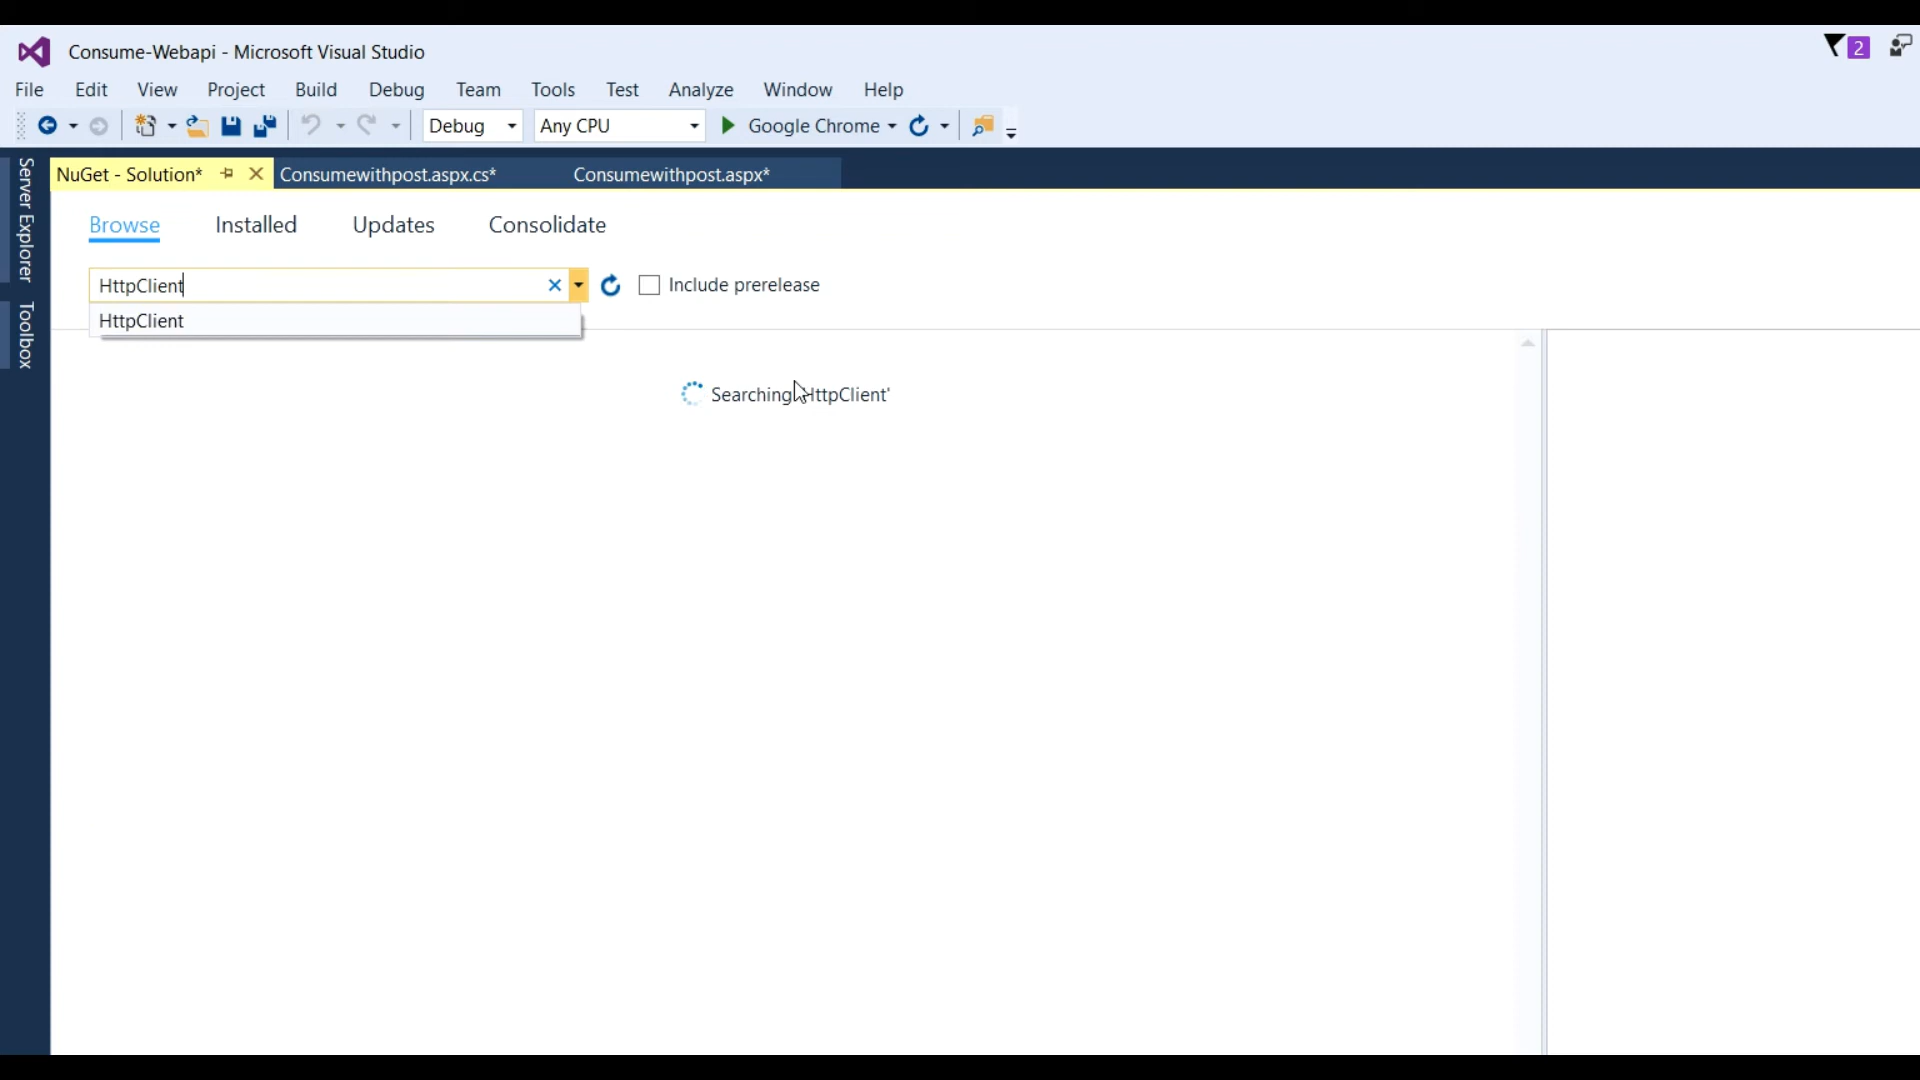 Consume-Webapi - Microsoft Visual Studio
2
File Edit View Project Build Debug Team Tools Test Analyze Window Help
Debug Any CPU Google Chrome
Server Explorer
Toolbox
NuGet - Solution* Consumewithpost.aspx.cs* Consumewithpost.aspx*
Browse Installed Updates Consolidate
HttpClient Include prerelease
HttpClient
Searching 'HttpClient'